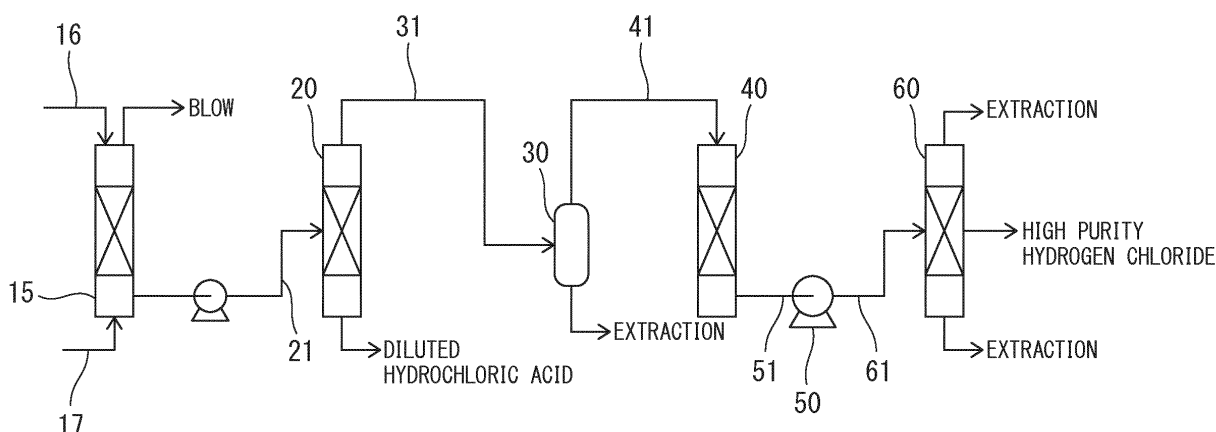 16
31
41
BLOW
20
40
60
EXTRACTION
30
HIGH PURITY
HYDROGEN CHLORIDE
15
21
EXTRACTION
51
61
DILUTED
HYDROCHLORIC ACID
EXTRACTION
17
50